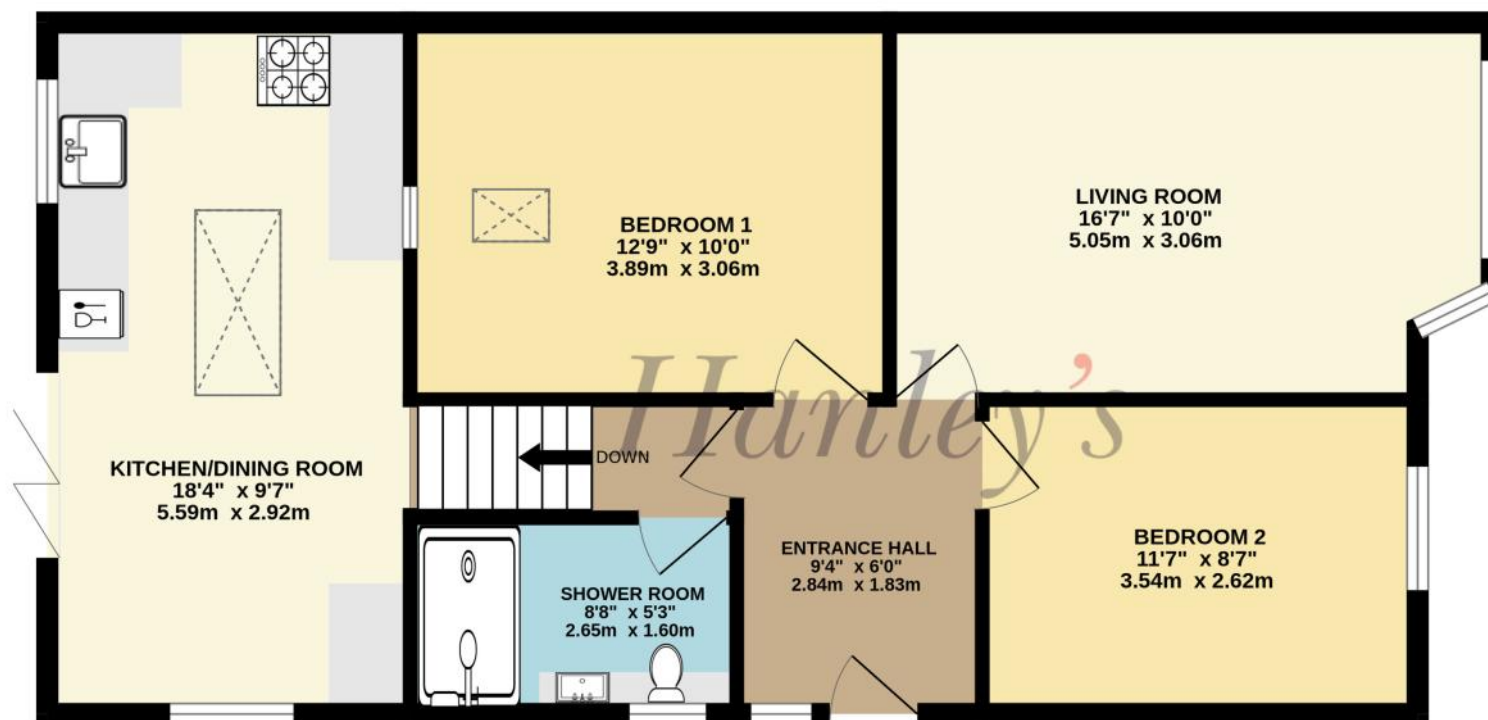 BEDROOM 1
12'9" x 10'0"
3.89m x 3.06m
LIVING ROOM
16'7" x 10'0"
5.05m x 3.06m
Hanley's
KITCHEN/DINING ROOM
18'4" x 9'7"
5.59m x 2.92m
DOWN
ENTRANCE HALL
9'4" x 6'0"
2.84m x 1.83m
BEDROOM 2
11'7" x 8'7"
3.54m x 2.62m
SHOWER ROOM
8'8" x 5'3"
2.65m x 1.60m